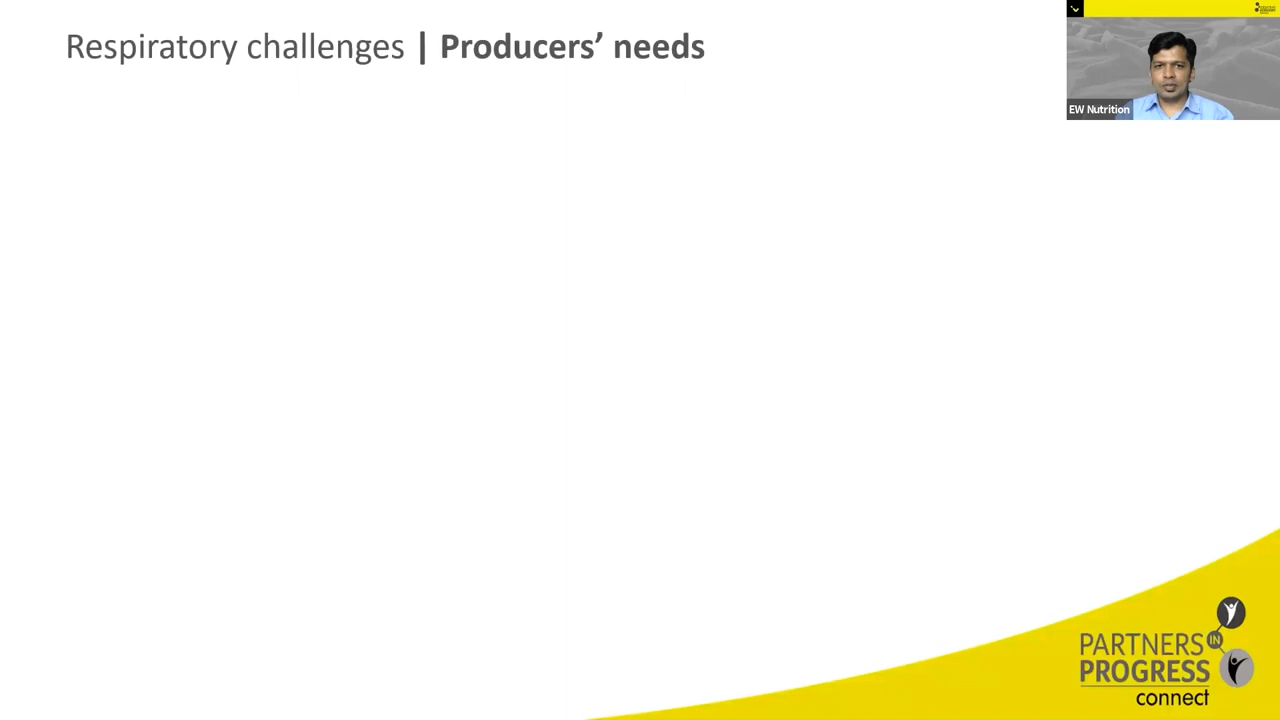 Respiratory challenges | Producers’ needs
EW Nutrition
PARTNERS IN
PROGRESS
connect